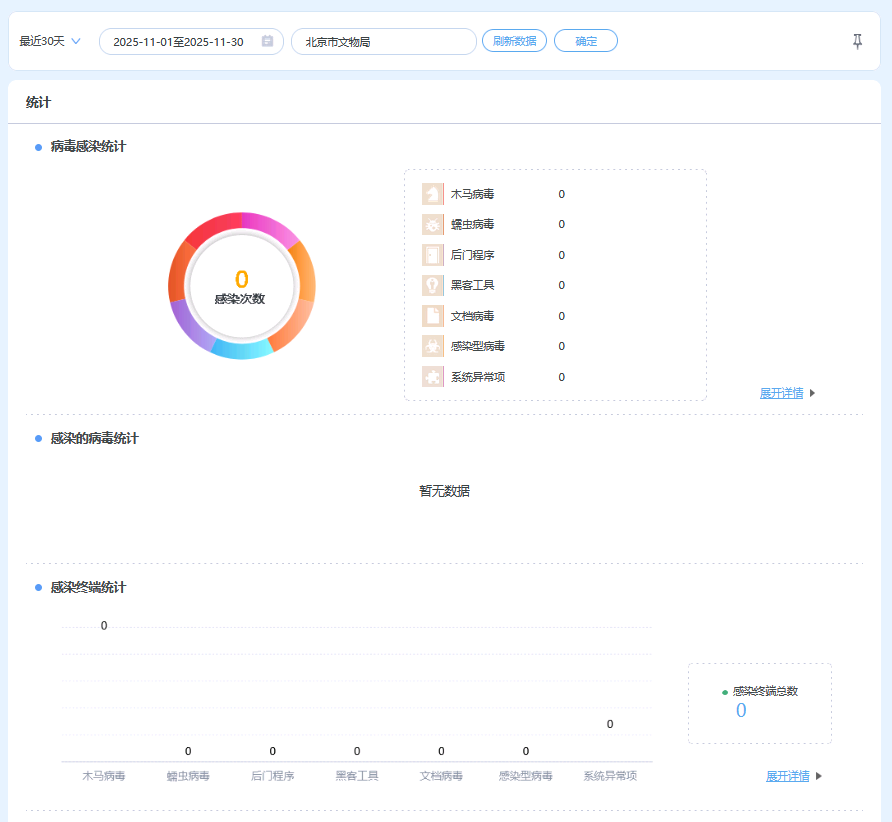 最近30天
2025-11-01至2025-11-30
北京市文物局
刷新数据
确定
统计
病毒感染统计
0
感染次数
木马病毒 0
蠕虫病毒 0
后门程序 0
黑客工具 0
文档病毒 0
感染型病毒 0
系统异常项 0
展开详情
感染的病毒统计
暂无数据
感染终端统计
0
0
0 0 0 0 0
木马病毒 蠕虫病毒 后门程序 黑客工具 文档病毒 感染型病毒 系统异常项
感染终端总数
0
展开详情